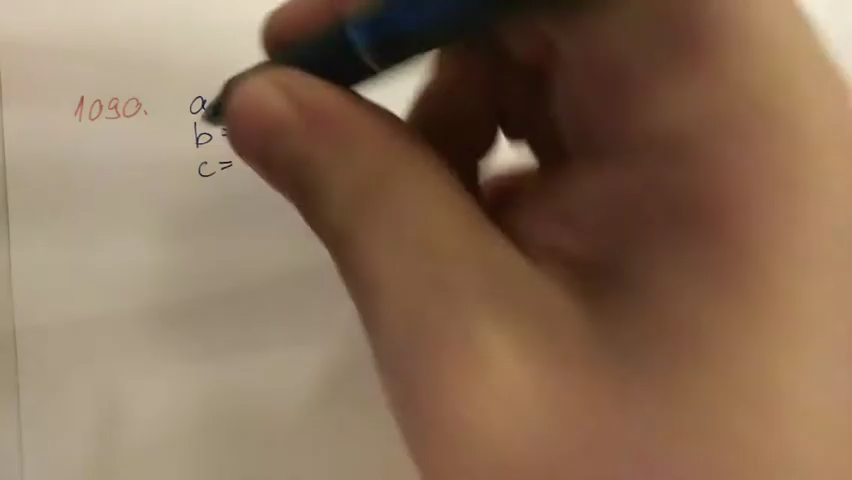 1090. a
b=
c=